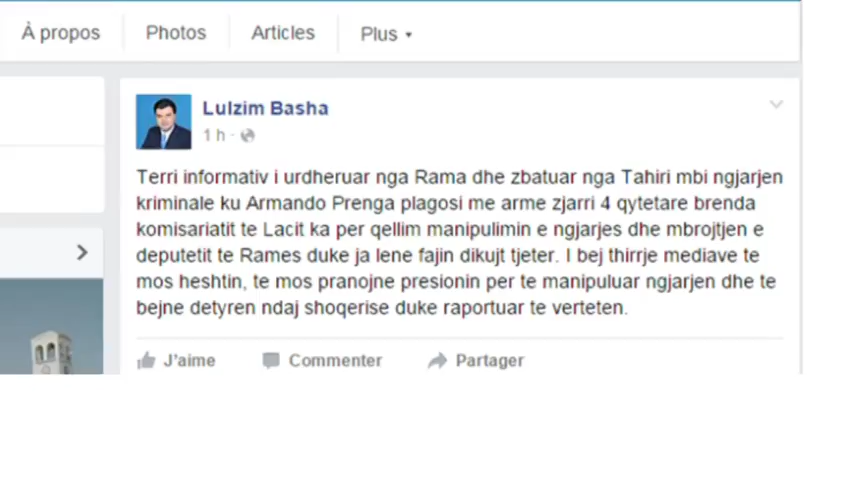 À propos Photos Articles Plus
Lulzim Basha
1 h
Terri informativ i urdheruar nga Rama dhe zbatuar nga Tahiri mbi ngjarjen
kriminale ku Armando Prenga plagosi me arme zjarri 4 qytetare brenda
komisariatit te Lacit ka per qellim manipulimin e ngjarjes dhe mbrojtjen e
deputetit te Rames duke ja lene fajin dikujt tjeter. I bej thirrje mediave te
mos heshtin, te mos pranojne presionin per te manipuluar ngjarjen dhe te
bejne detyren ndaj shoqerise duke raportuar te verteten.
J'aime Commenter Partager